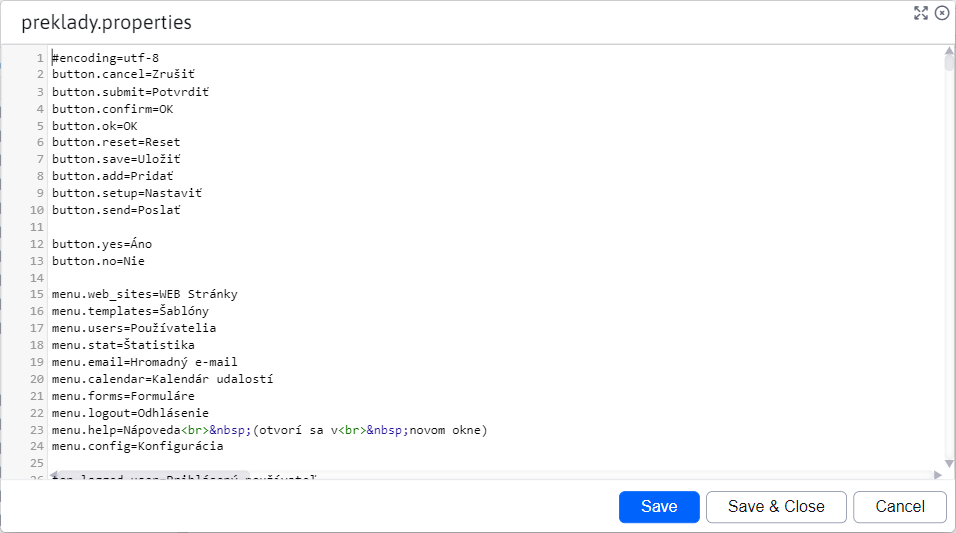 preklady.properties
1 #encoding=utf-8
2 button.cancel=Zrušiť
3 button.submit=Potvrdiť
4 button.confirm=OK
5 button.ok=OK
6 button.reset=Reset
7 button.save=Uložiť
8 button.add=Pridať
9 button.setup=Nastaviť
10 button.send=Poslať
11
12 button.yes=Áno
13 button.no=Nie
14
15 menu.web_sites=WEB Stránky
16 menu.templates=Šablóny
17 menu.users=Používatelia
18 menu.stat=Štatistika
19 menu.email=Hromadný e-mail
20 menu.calendar=Kalendár udalostí
21 menu.forms=Formuláre
22 menu.logout=Odhlásenie
23 menu.help=Nápoveda<br>&nbsp;(otvorí sa v<br>&nbsp;novom okne)
24 menu.config=Konfigurácia
25
26 top.logged_user=Prihlásený používateľ
Save
Save & Close
Cancel